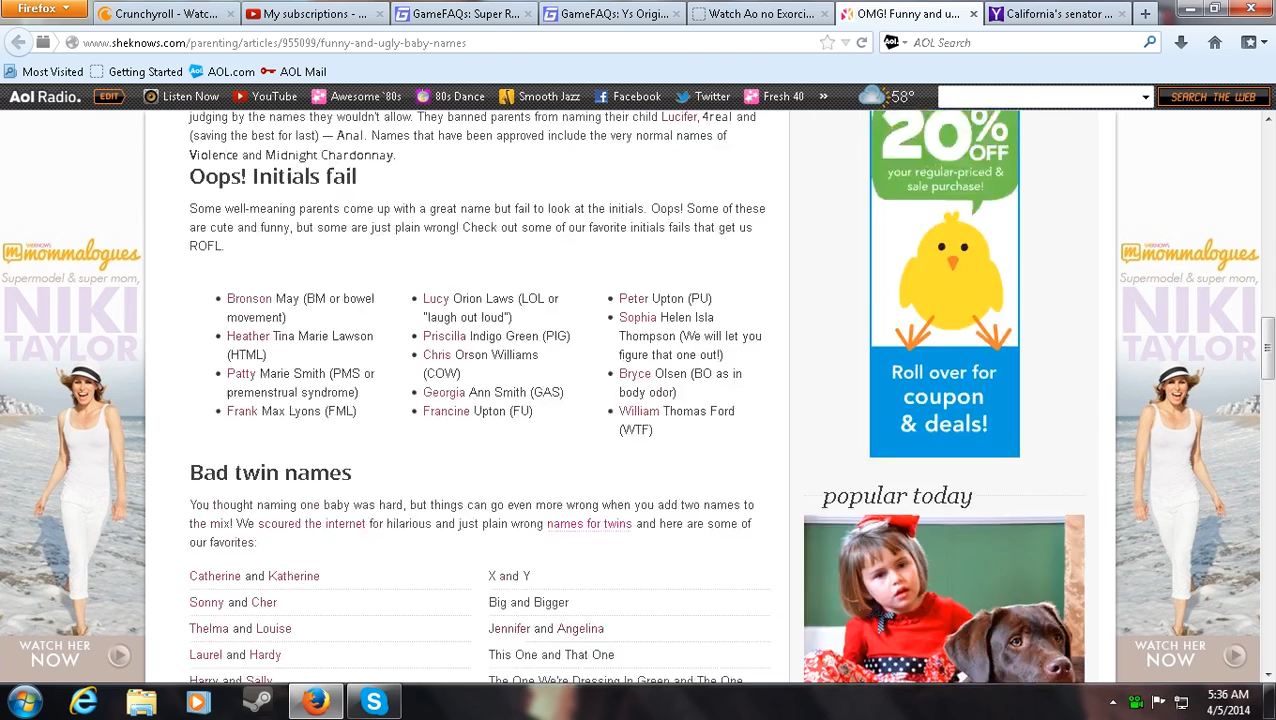 Firefox
Crunchyroll - Watc...
My subscriptions - ...
GameFAQs: Super R...
GameFAQs: Ys Origi...
Watch Ao no Exorci...
OMG! Funny and u...
California's senator ...
www.sheknows.com/parenting/articles/955099/funny-and-ugly-baby-names
AOL Search
Most Visited
Getting Started
AOL.com
AOL Mail
Aol Radio.
EDIT
Listen Now
YouTube
Awesome `80s
80s Dance
Smooth Jazz
Facebook
Twitter
Fresh 40
»
58°
SEARCH THE WEB
judging by the names they wouldn't allow. They banned parents from naming their child Lucifer, 4real and
(saving the best for last) — Anal. Names that have been approved include the very normal names of
Violence and Midnight Chardonnay.
Oops! Initials fail
Some well-meaning parents come up with a great name but fail to look at the initials. Oops! Some of these
are cute and funny, but some are just plain wrong! Check out some of our favorite initials fails that get us
ROFL.
Bronson May (BM or bowel
movement)
Heather Tina Marie Lawson
(HTML)
Patty Marie Smith (PMS or
premenstrual syndrome)
Frank Max Lyons (FML)
Lucy Orion Laws (LOL or
"laugh out loud")
Priscilla Indigo Green (PIG)
Chris Orson Williams
(COW)
Georgia Ann Smith (GAS)
Francine Upton (FU)
Peter Upton (PU)
Sophia Helen Isla
Thompson (We will let you
figure that one out!)
Bryce Olsen (BO as in
body odor)
William Thomas Ford
(WTF)
Bad twin names
You thought naming one baby was hard, but things can go even more wrong when you add two names to
the mix! We scoured the internet for hilarious and just plain wrong names for twins and here are some of
our favorites:
Catherine and Katherine
Sonny and Cher
Thelma and Louise
Laurel and Hardy
Harry and Sally
X and Y
Big and Bigger
Jennifer and Angelina
This One and That One
The One We're Dressing In Green and The One
20%
OFF
your regular-priced &
sale purchase!
Roll over for
coupon
& deals!
popular today
SHEKNOWS
mommalogues
Supermodel & super mom,
NIKI
TAYLOR
WATCH HER
NOW
SHEKNOWS
mommalogues
Supermodel & super mom,
NIKI
TAYLOR
WATCH HER
NOW
5:36 AM
4/5/2014